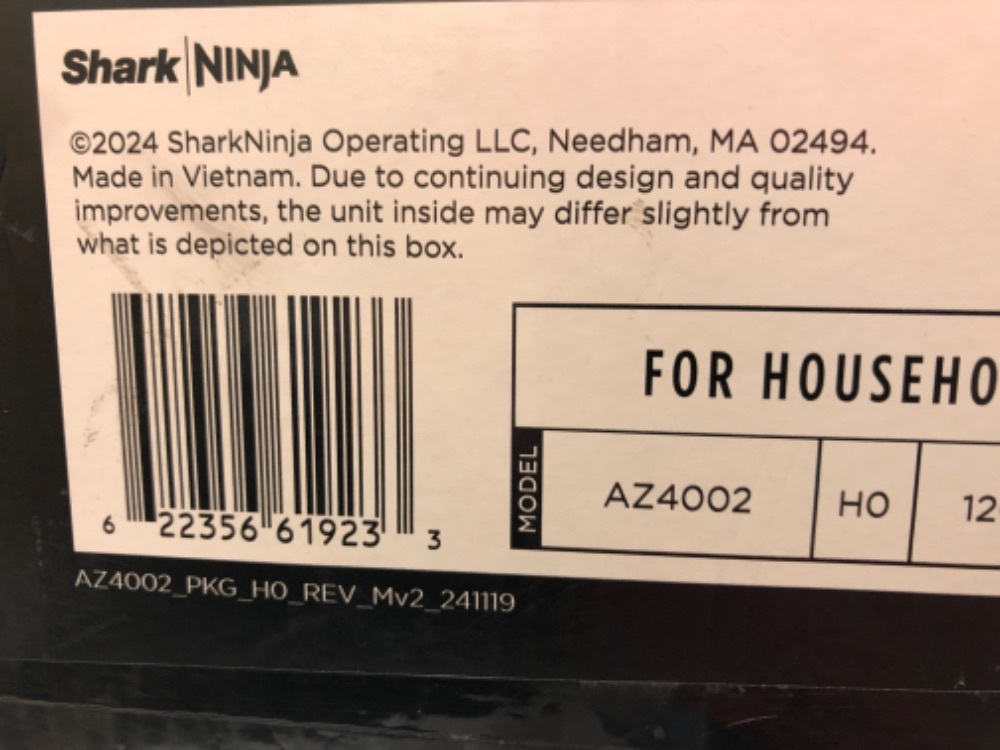 Shark|NINJA
©2024 SharkNinja Operating LLC, Needham, MA 02494.
Made in Vietnam. Due to continuing design and quality
improvements, the unit inside may differ slightly from
what is depicted on this box.
FOR HOUSEHO
MODEL AZ4002 H0 12
6 22356 61923 3
AZ4002_PKG_H0_REV_Mv2_241119